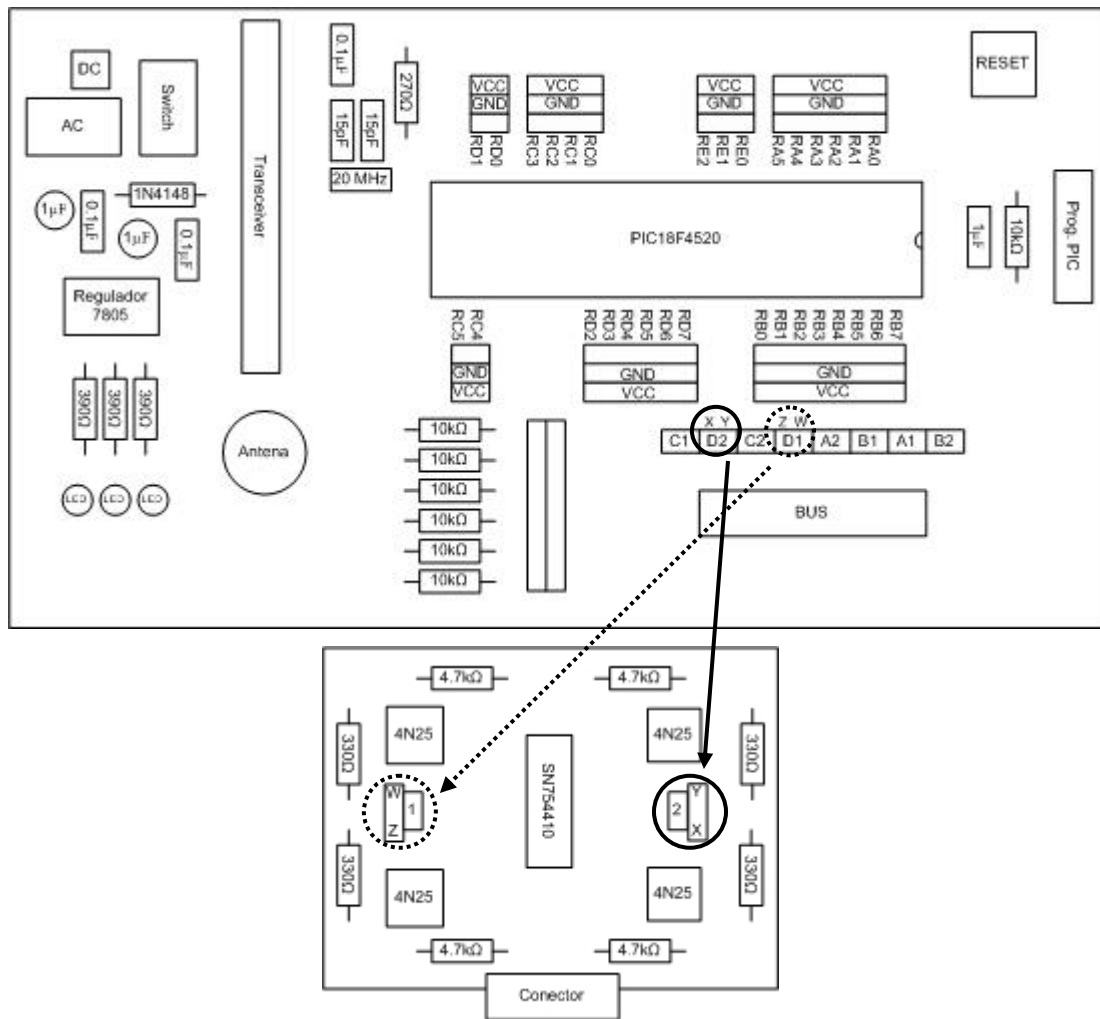 DC
AC
Switch
Transceiver
0.1µF
15pF
15pF
20 MHz
270Ω
VCC
GND
RD1
RD0
VCC
GND
RC3
RC2
RC1
RC0
VCC
GND
RE2
RE1
RE0
VCC
GND
RA5
RA4
RA3
RA2
RA1
RA0
RESET
1N4148
1µF
0.1µF
1µF
0.1µF
Regulador
7805
PIC18F4520
1µF
10kΩ
Prog. PIC
RC5
RC4
GND
VCC
RD2
RD3
RD4
RD5
RD6
RD7
GND
VCC
RB0
RB1
RB2
RB3
RB4
RB5
RB6
RB7
GND
VCC
390Ω
390Ω
390Ω
Antena
LED
LED
LED
10kΩ
10kΩ
10kΩ
10kΩ
10kΩ
10kΩ
X Y
Z W
C1 D2 C2 D1 A2 B1 A1 B2
BUS
4.7kΩ
4.7kΩ
330Ω
4N25
4N25
330Ω
SN754410
W
Z
1
2
Y
X
330Ω
4N25
4N25
330Ω
4.7kΩ
4.7kΩ
Conector